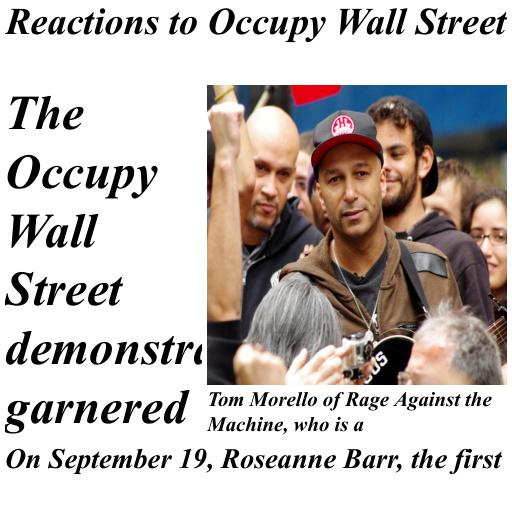 Reactions to Occupy Wall Street
The
Occupy
Wall
Street
demonstra
garnered
Tom Morello of Rage Against the
Machine, who is a
On September 19, Roseanne Barr, the first